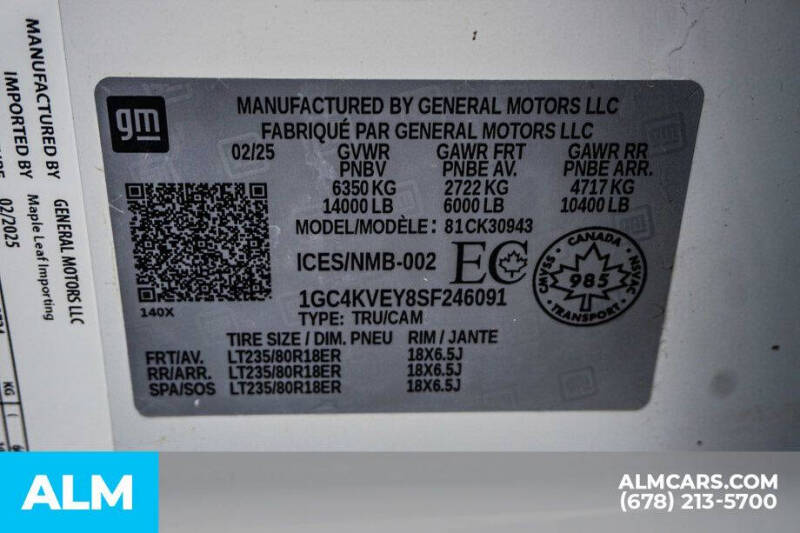 MANUFACTURED BY
IMPORTED BY
02/2025
GENERAL MOTORS LLC
Maple Leaf Importing
KG
gm
MANUFACTURED BY GENERAL MOTORS LLC
FABRIQUÉ PAR GENERAL MOTORS LLC
02/25 GVWR GAWR FRT GAWR RR
PNBV PNBE AV. PNBE ARR.
6350 KG 2722 KG 4717 KG
14000 LB 6000 LB 10400 LB
MODEL/MODÈLE: 81CK30943
ICES/NMB-002 EC
CANADA
CMVSS NSVAC
985
TRANSPORT
1GC4KVEY8SF246091
140X
TYPE: TRU/CAM
TIRE SIZE / DIM. PNEU RIM / JANTE
FRT/AV. LT235/80R18ER 18X6.5J
RR/ARR. LT235/80R18ER 18X6.5J
SPA/SOS LT235/80R18ER 18X6.5J
ALM
ALMCARS.COM
(678) 213-5700